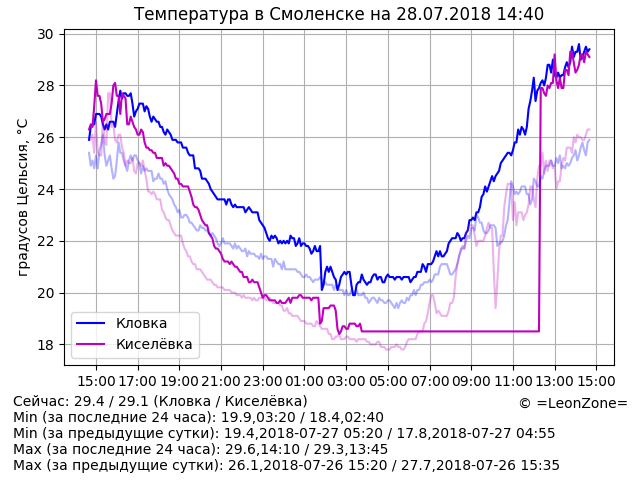 Температура в Смоленске на 28.07.2018 14:40
градусов Цельсия, °C
30
28
26
24
22
20
18
Кловка
Киселёвка
15:00 17:00 19:00 21:00 23:00 01:00 03:00 05:00 07:00 09:00 11:00 13:00 15:00
Сейчас: 29.4 / 29.1 (Кловка / Киселёвка)
© =LeonZone=
Min (за последние 24 часа): 19.9,03:20 / 18.4,02:40
Min (за предыдущие сутки): 19.4,2018-07-27 05:20 / 17.8,2018-07-27 04:55
Max (за последние 24 часа): 29.6,14:10 / 29.3,13:45
Max (за предыдущие сутки): 26.1,2018-07-26 15:20 / 27.7,2018-07-26 15:35